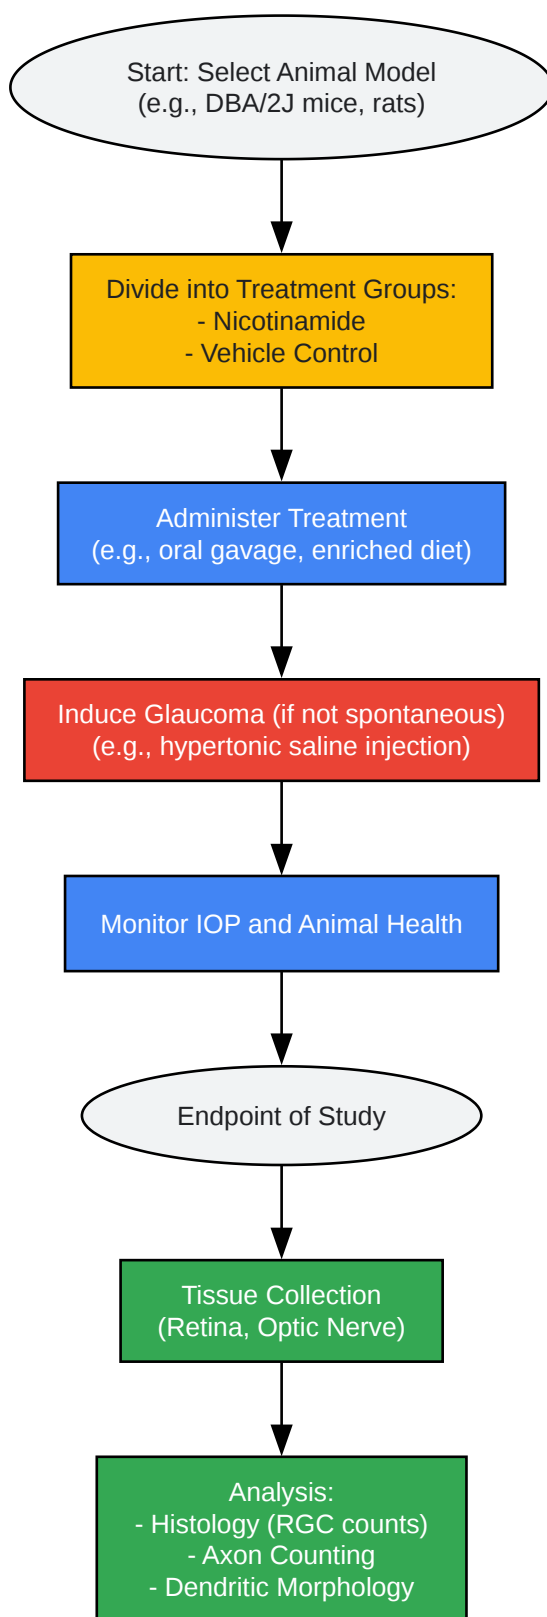 Start: Select Animal Model
(e.g., DBA/2J mice, rats)
Divide into Treatment Groups:
- Nicotinamide
- Vehicle Control
Administer Treatment
(e.g., oral gavage, enriched diet)
Induce Glaucoma (if not spontaneous)
(e.g., hypertonic saline injection)
Monitor IOP and Animal Health
Endpoint of Study
Tissue Collection
(Retina, Optic Nerve)
Analysis:
- Histology (RGC counts)
- Axon Counting
- Dendritic Morphology